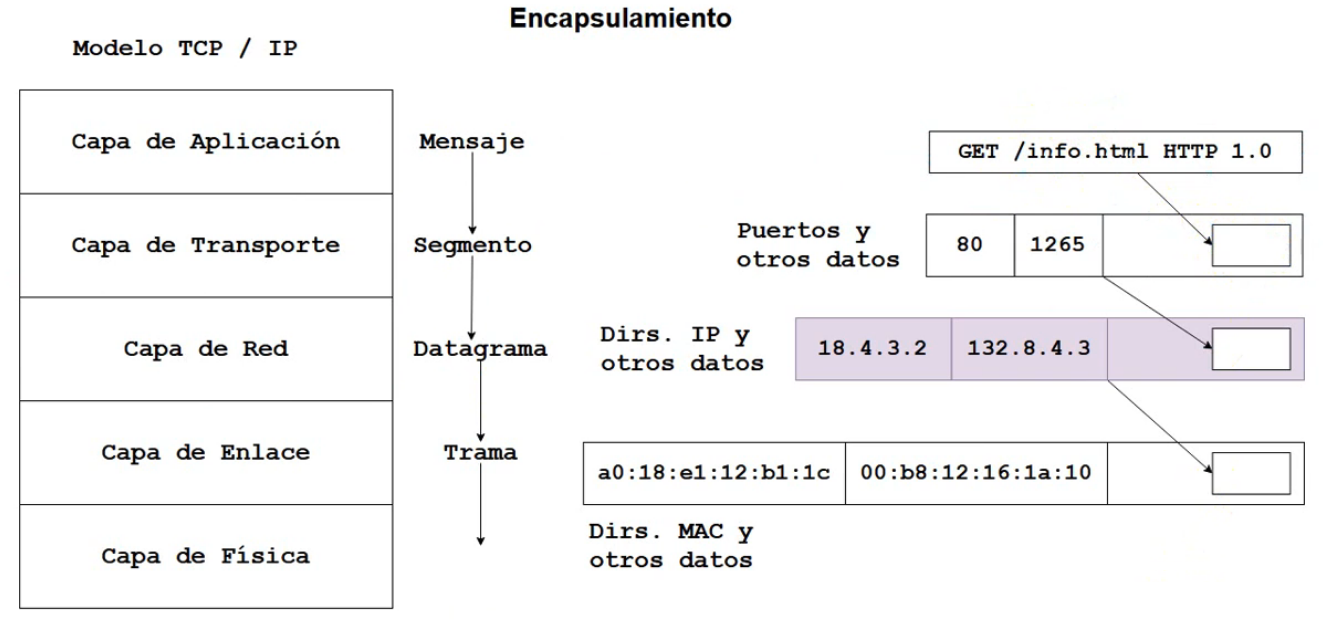 Encapsulamiento
Modelo TCP / IP
Capa de Aplicación
Mensaje
GET /info.html HTTP 1.0
Capa de Transporte
Segmento
Puertos y
otros datos
80
1265
Capa de Red
Datagrama
Dirs. IP y
otros datos
18.4.3.2
132.8.4.3
Capa de Enlace
Trama
a0:18:e1:12:b1:1c
00:b8:12:16:1a:10
Dirs. MAC y
otros datos
Capa de Física